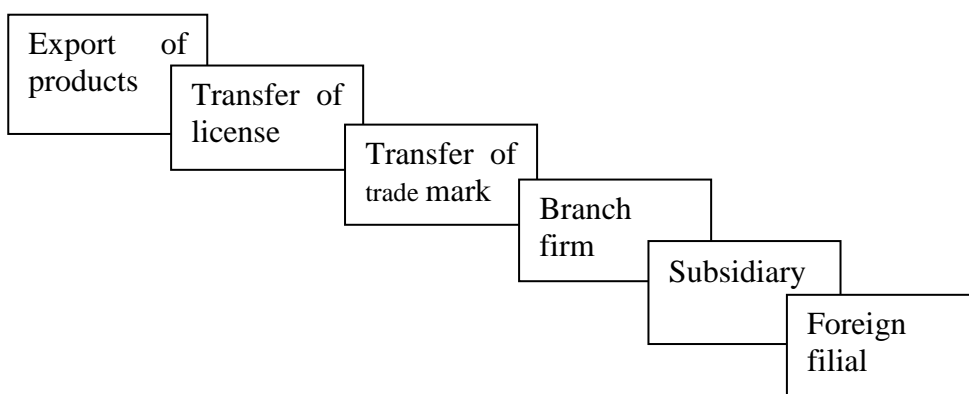 Export of
products
Transfer of
license
Transfer of
trade mark
Branch
firm
Subsidiary
Foreign
filial